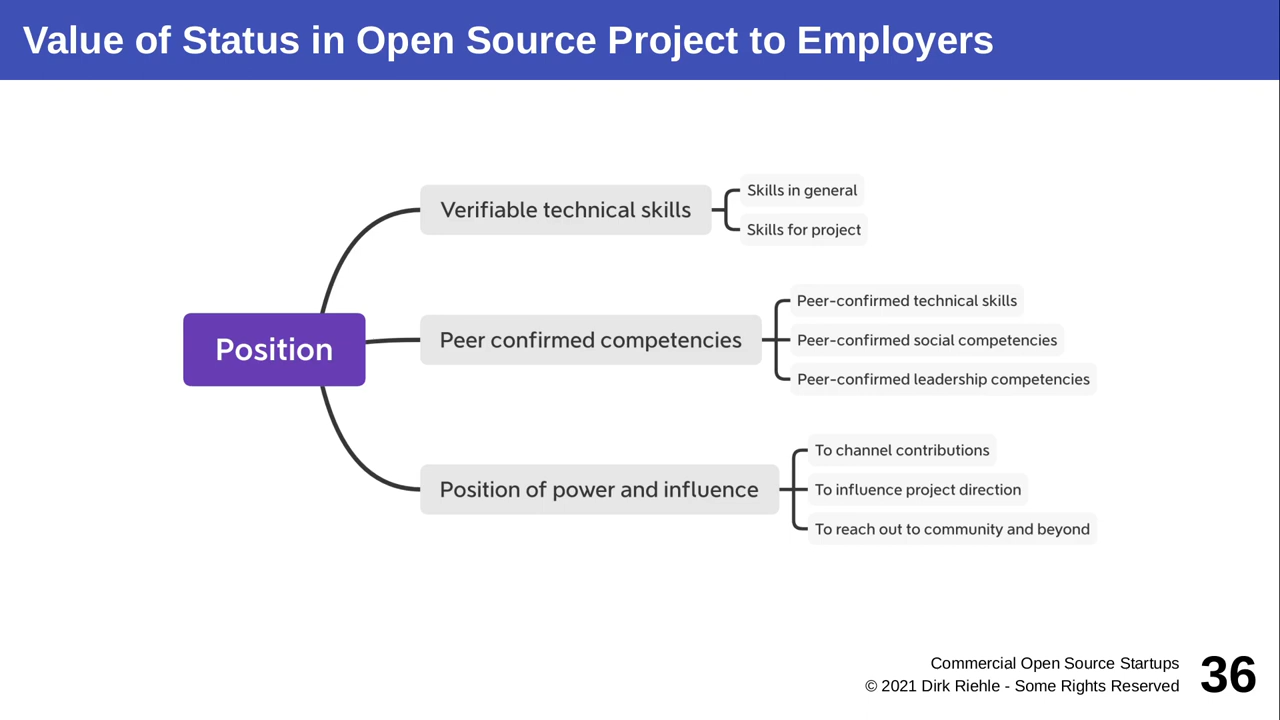 Value of Status in Open Source Project to Employers
Position
Verifiable technical skills
Skills in general
Skills for project
Peer confirmed competencies
Peer-confirmed technical skills
Peer-confirmed social competencies
Peer-confirmed leadership competencies
Position of power and influence
To channel contributions
To influence project direction
To reach out to community and beyond
Commercial Open Source Startups
© 2021 Dirk Riehle - Some Rights Reserved
36